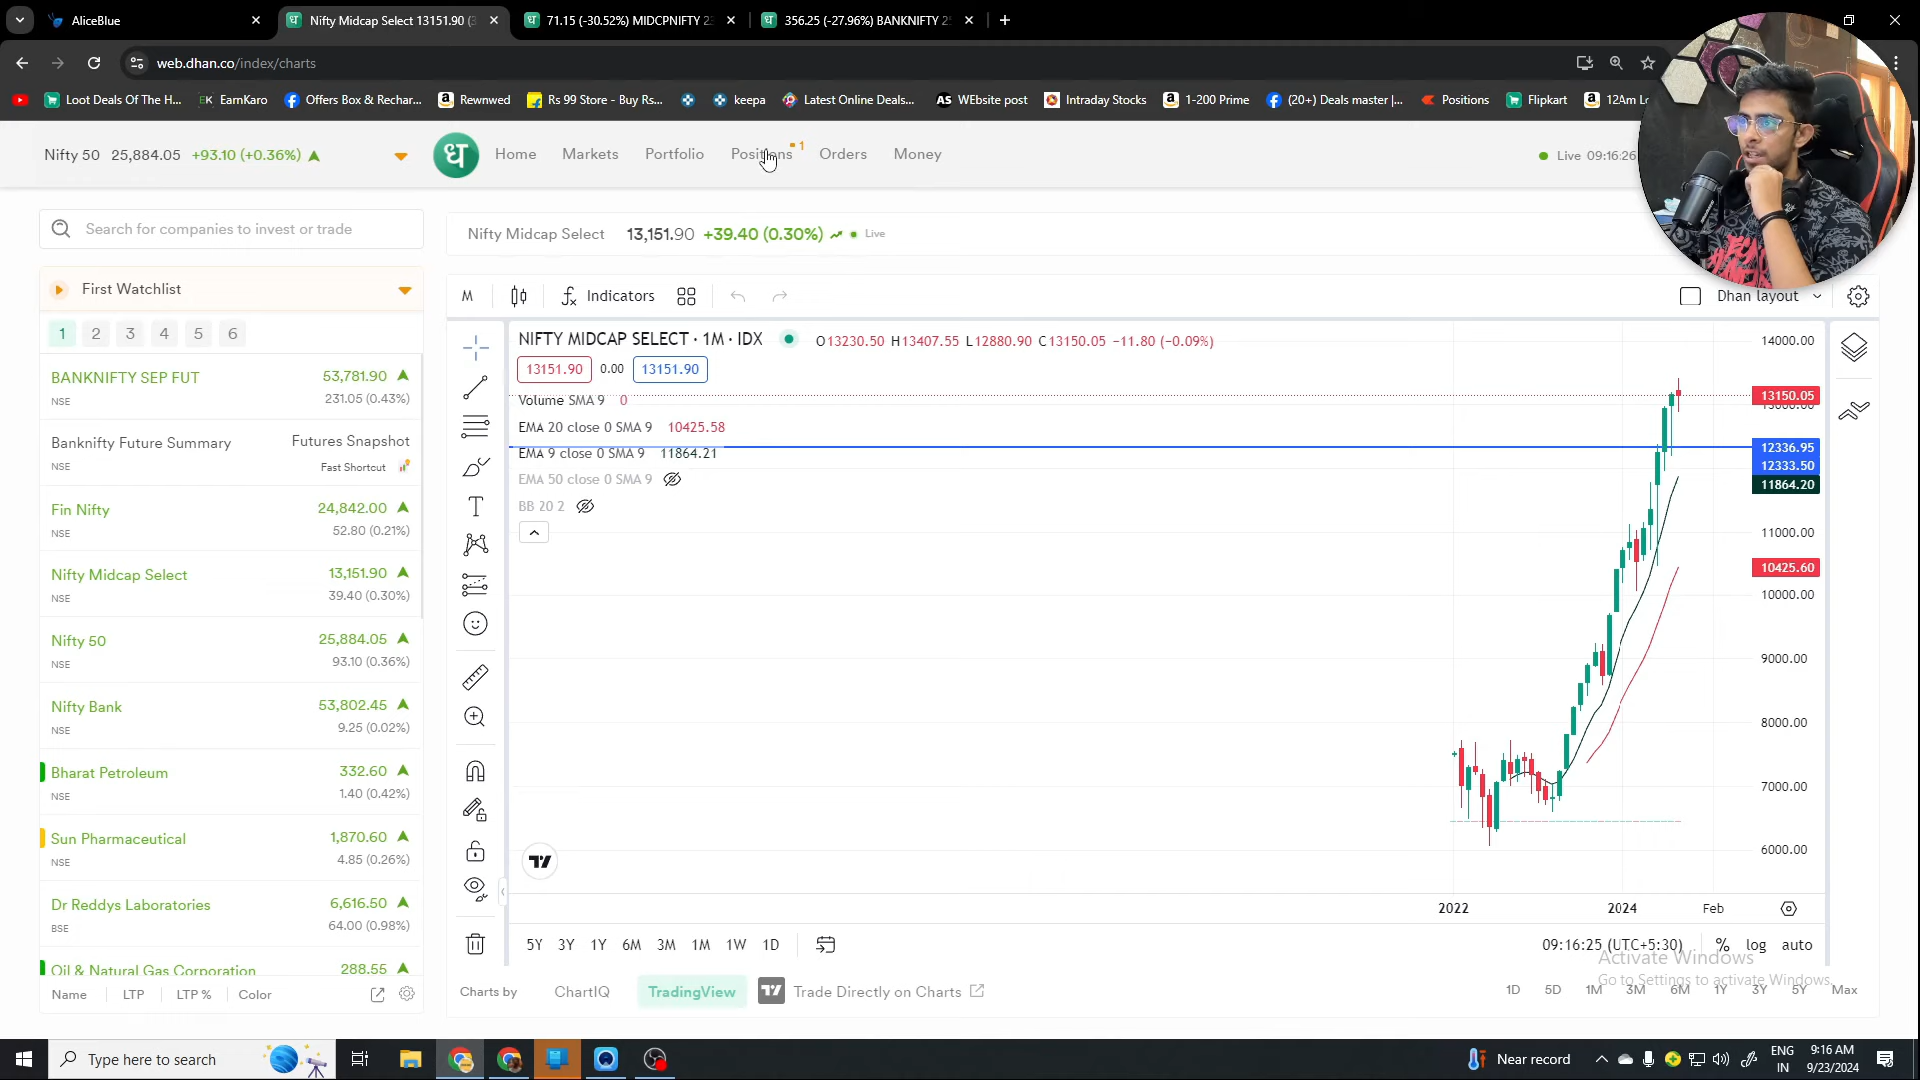 AliceBlue
Nifty Midcap Select 13151.90 (
71.15 (-30.52%) MIDCPNIFTY 2
356.25 (-27.96%) BANKNIFTY 2
web.dhan.co/index/charts
Loot Deals Of The H...
EK EarnKaro
Offers Box & Rechar...
Rewnwed
Rs 99 Store - Buy Rs...
keepa
Latest Online Deals...
AS WEbsite post
Intraday Stocks
1-200 Prime
(20+) Deals master |...
Positions
Flipkart
12Am Lo
Nifty 50 25,884.05 +93.10 (+0.36%)
ध
Home Markets Portfolio Positions 1 Orders Money
Live 09:16:26
Search for companies to invest or trade
Nifty Midcap Select 13,151.90 +39.40 (0.30%) Live
First Watchlist
1 2 3 4 5 6
BANKNIFTY SEP FUT 53,781.90
NSE 231.05 (0.43%)
Banknifty Future Summary Futures Snapshot
NSE Fast Shortcut
Fin Nifty 24,842.00
NSE 52.80 (0.21%)
Nifty Midcap Select 13,151.90
NSE 39.40 (0.30%)
Nifty 50 25,884.05
NSE 93.10 (0.36%)
Nifty Bank 53,802.45
NSE 9.25 (0.02%)
Bharat Petroleum 332.60
NSE 1.40 (0.42%)
Sun Pharmaceutical 1,870.60
NSE 4.85 (0.26%)
Dr Reddys Laboratories 6,616.50
BSE 64.00 (0.98%)
Oil & Natural Gas Corporation 288.55
Name LTP LTP % Color
M Indicators Dhan layout
NIFTY MIDCAP SELECT · 1M · IDX O13230.50 H13407.55 L12880.90 C13150.05 −11.80 (−0.09%)
13151.90 0.00 13151.90
Volume SMA 9 0
EMA 20 close 0 SMA 9 10425.58
EMA 9 close 0 SMA 9 11864.21
EMA 50 close 0 SMA 9
BB 20 2
14000.00
13150.05
12336.95
12333.50
11864.20
11000.00
10425.60
10000.00
9000.00
8000.00
7000.00
6000.00
2022 2024 Feb
5Y 3Y 1Y 6M 3M 1M 1W 1D
09:16:25 (UTC+5:30) % log auto
Charts by ChartIQ TradingView Trade Directly on Charts
1D 5D 1M 3M 6M 1Y 3Y 5Y Max
Activate Windows
Go to Settings to activate Windows.
Type here to search
Near record
ENG
IN
9:16 AM
9/23/2024